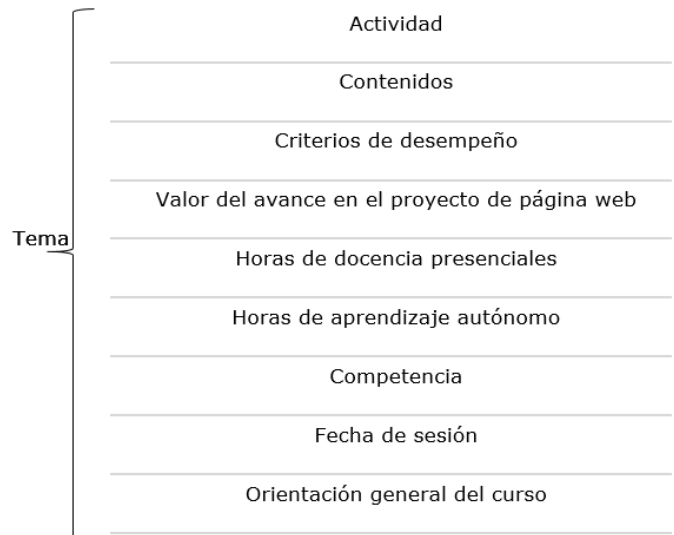 Actividad
Contenidos
Criterios de desempeño
Valor del avance en el proyecto de página web
Tema
Horas de docencia presenciales
Horas de aprendizaje autónomo
Competencia
Fecha de sesión
Orientación general del curso